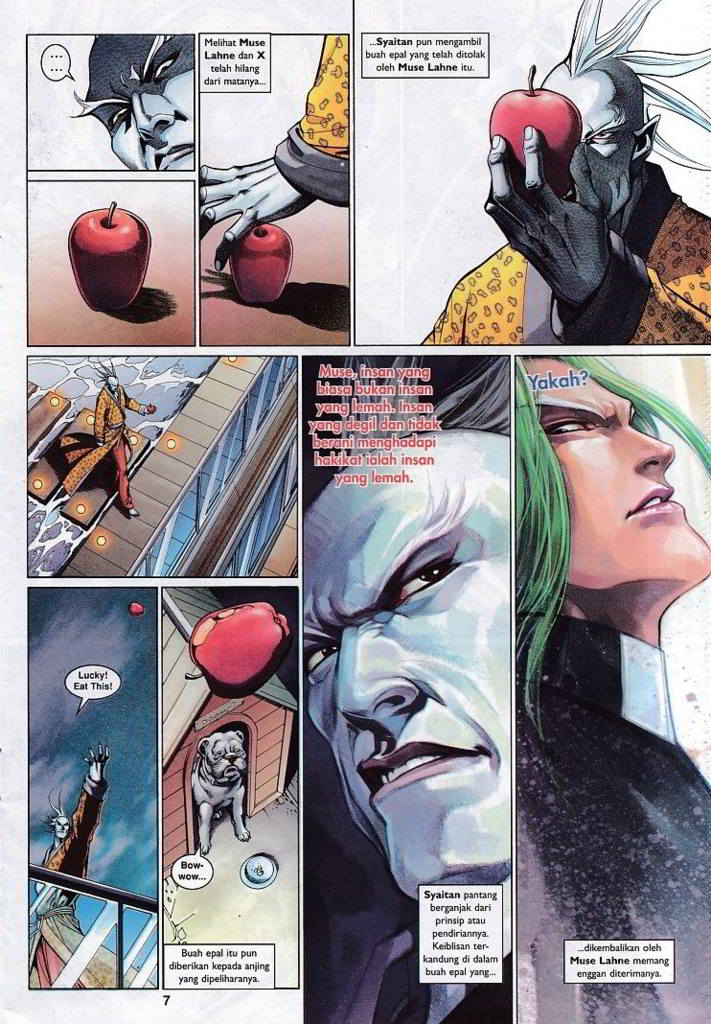 ...
...
Melihat Muse
Lahne dan X
telah hilang
dari matanya...
...Syaitan pun mengambil
buah epal yang telah ditolak
oleh Muse Lahne itu.
Muse, insan yang
biasa bukan insan
yang lemah. Insan
yang degil dan tidak
berani menghadapi
hakikat ialah insan
yang lemah.
Yakah?
Lucky!
Eat This!
Bow-
wow...
Buah epal itu pun
diberikan kepada anjing
yang dipeliharanya.
Syaitan pantang
berganjak dari
prinsip atau
pendiriannya.
Keiblisan ter-
kandung di dalam
buah epal yang...
...dikembalikan oleh
Muse Lahne memang
enggan diterimanya.
7